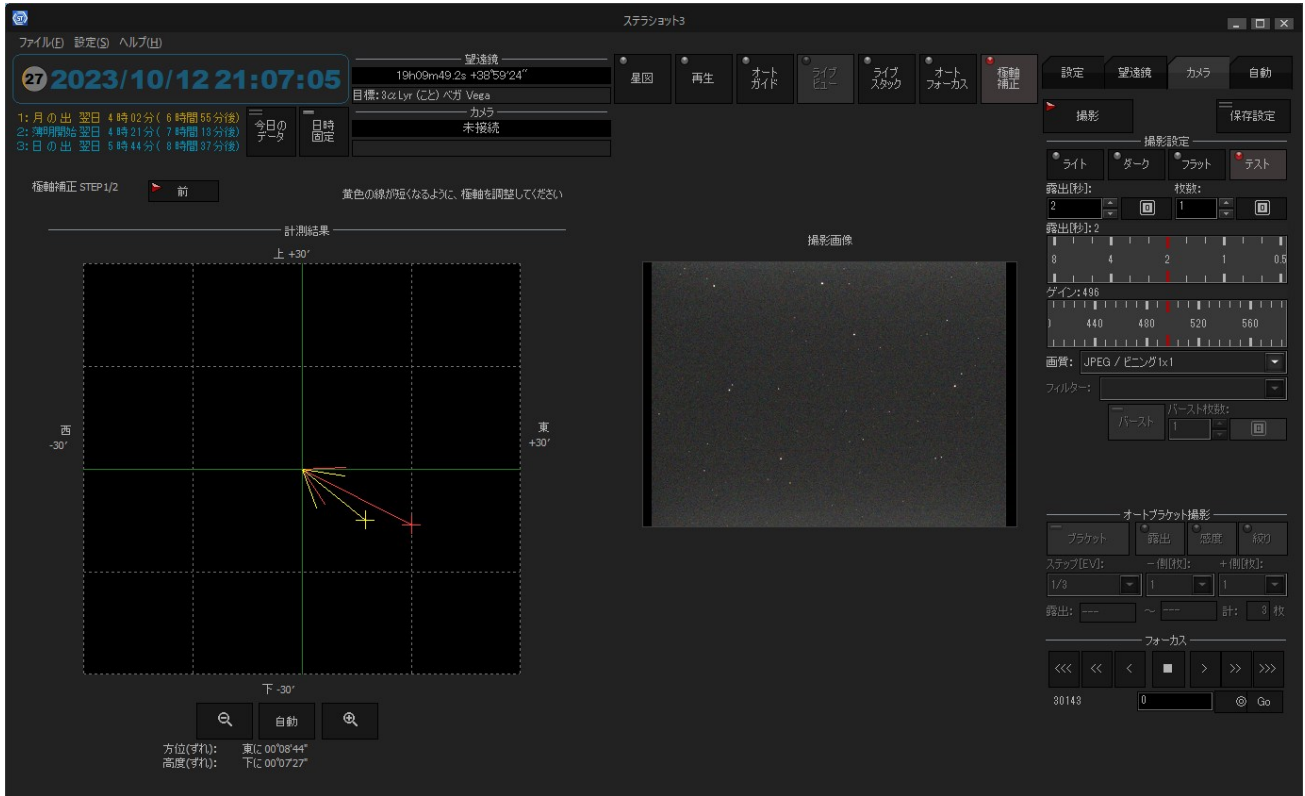 ステラショット3
ファイル(F) 設定(S) ヘルプ(H)
27 2023/10/12 21:07:05
望遠鏡
19h09m49.2s +38°59'24"
目標:3α Lyr (こと) ベガ Vega
カメラ
未接続
1: 月の出 翌日 4時02分( 6時間55分後)
2: 薄明開始 翌日 4時21分( 7時間13分後)
3: 日の出 翌日 5時44分( 8時間37分後)
今日のデータ
日時固定
星図
再生
オートガイド
ライブビュー
ライブスタック
オートフォーカス
極軸補正
設定 望遠鏡 カメラ 自動
撮影
保存設定
極軸補正 STEP1/2
前
黄色の線が短くなるように、極軸を調整してください
計測結果
上 +30'
西
-30'
東
+30'
下 -30'
自動
方位(ずれ): 東に 00°08'44"
高度(ずれ): 下に 00°07'27"
撮影画像
撮影設定
ライト ダーク フラット テスト
露出[秒]: 枚数:
2 1
露出[秒]: 2
8 4 2 1 0.5
ゲイン: 496
440 480 520 560
画質: JPEG / ビニング1x1
フィルター:
バースト
バースト枚数:
1
オートブラケット撮影
ブラケット 露出 感度 絞り
ステップ[EV]: -側[枚]: +側[枚]:
1/3 1 1
露出: --- ～ --- 計: 3 枚
フォーカス
<<< << < ■ > >> >>>
30143 0 Go